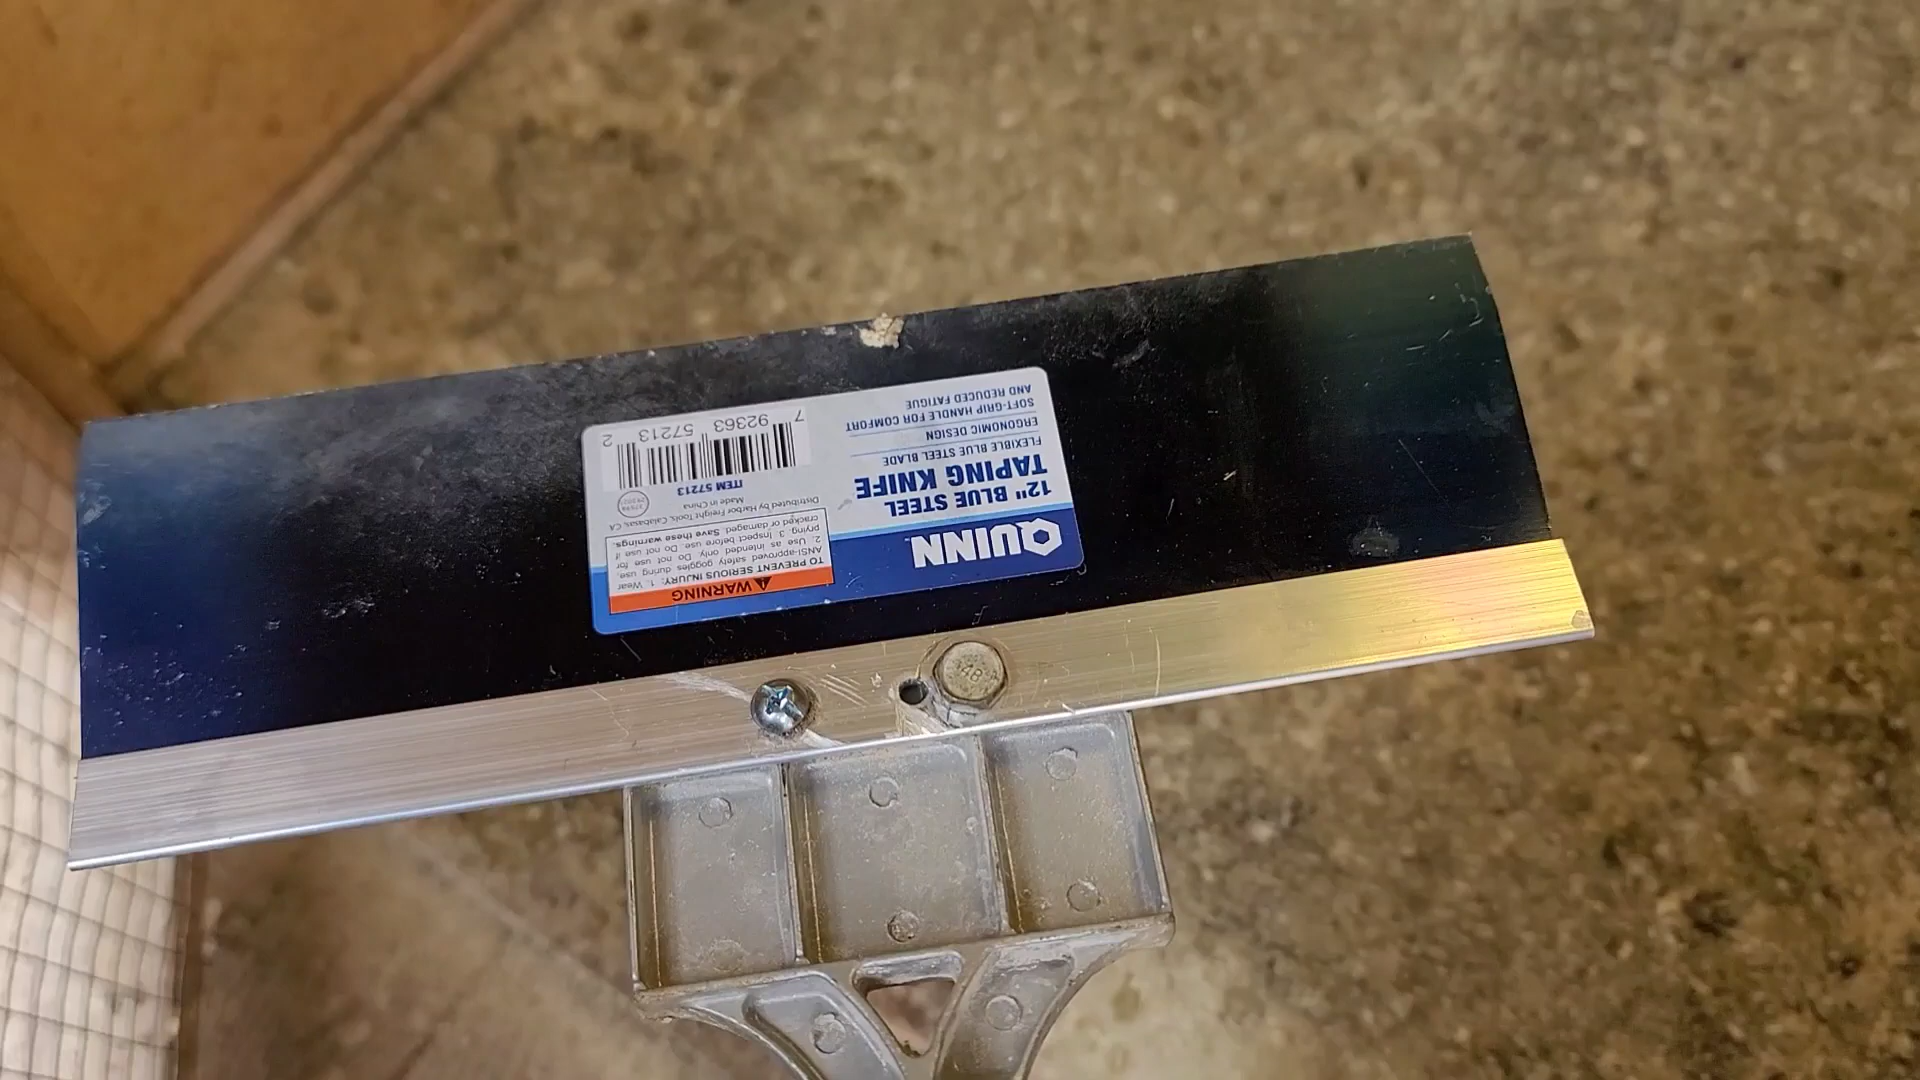 QUINN
12" BLUE STEEL
TAPING KNIFE
FLEXIBLE BLUE STEEL BLADE
ERGONOMIC DESIGN
SOFT-GRIP HANDLE FOR COMFORT
AND REDUCED FATIGUE
WARNING
TO PREVENT SERIOUS INJURY: 1. Wear
ANSI-approved safety goggles during use.
2. Use as intended only. Do not use for
prying. 3. Inspect before use. Do not use if
cracked or damaged. Save these warnings.
Distributed by Harbor Freight Tools, Calabasas, CA
Made in China
ITEM 57213
7 92363 57213 2